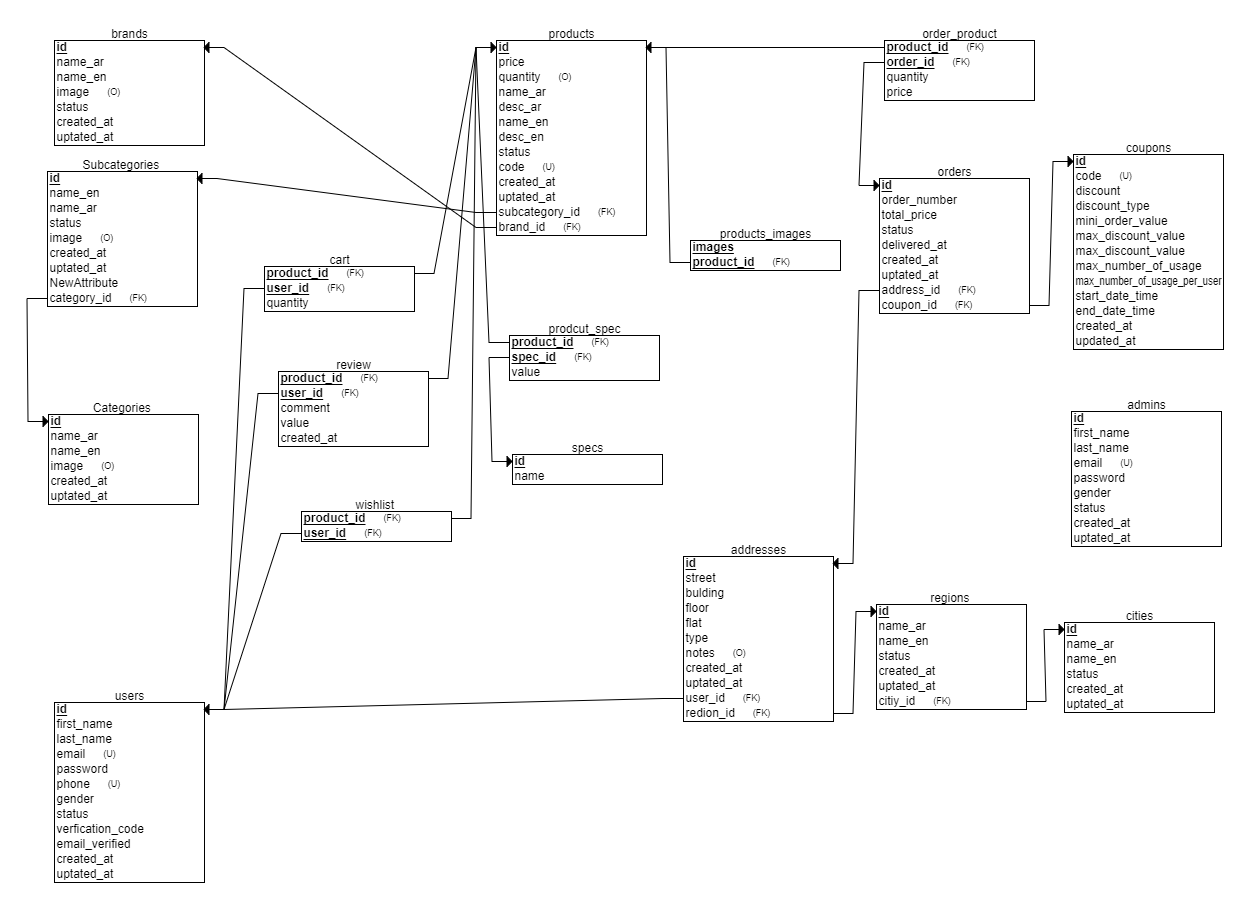 brands
id
name_ar
name_en
image (O)
status
created_at
uptated_at
Subcategories
id
name_en
name_ar
status
image (O)
created_at
uptated_at
NewAttribute
category_id (FK)
Categories
id
name_ar
name_en
image (O)
created_at
uptated_at
users
id
first_name
last_name
email (U)
password
phone (U)
gender
status
verfication_code
email_verified
created_at
uptated_at
cart
product_id (FK)
user_id (FK)
quantity
review
product_id (FK)
user_id (FK)
comment
value
created_at
wishlist
product_id (FK)
user_id (FK)
products
id
price
quantity (O)
name_ar
desc_ar
name_en
desc_en
status
code (U)
created_at
uptated_at
subcategory_id (FK)
brand_id (FK)
prodcut_spec
product_id (FK)
spec_id (FK)
value
specs
id
name
products_images
images
product_id (FK)
order_product
product_id (FK)
order_id (FK)
quantity
price
orders
id
order_number
total_price
status
delivered_at
created_at
uptated_at
address_id (FK)
coupon_id (FK)
coupons
id
code (U)
discount
discount_type
mini_order_value
max_discount_value
max_discount_value
max_number_of_usage
max_number_of_usage_per_user
start_date_time
end_date_time
created_at
updated_at
admins
id
first_name
last_name
email (U)
password
gender
status
created_at
uptated_at
addresses
id
street
bulding
floor
flat
type
notes (O)
created_at
uptated_at
user_id (FK)
redion_id (FK)
regions
id
name_ar
name_en
status
created_at
uptated_at
citiy_id (FK)
cities
id
name_ar
name_en
status
created_at
uptated_at